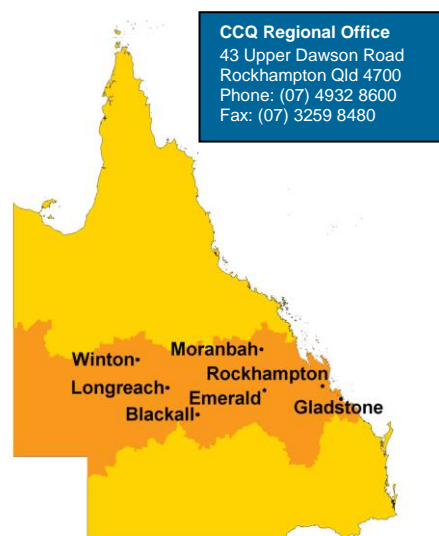 CCQ Regional Office
43 Upper Dawson Road
Rockhampton Qld 4700
Phone: (07) 4932 8600
Fax: (07) 3259 8480
Winton
Moranbah
Longreach
Rockhampton
Emerald
Blackall
Gladstone